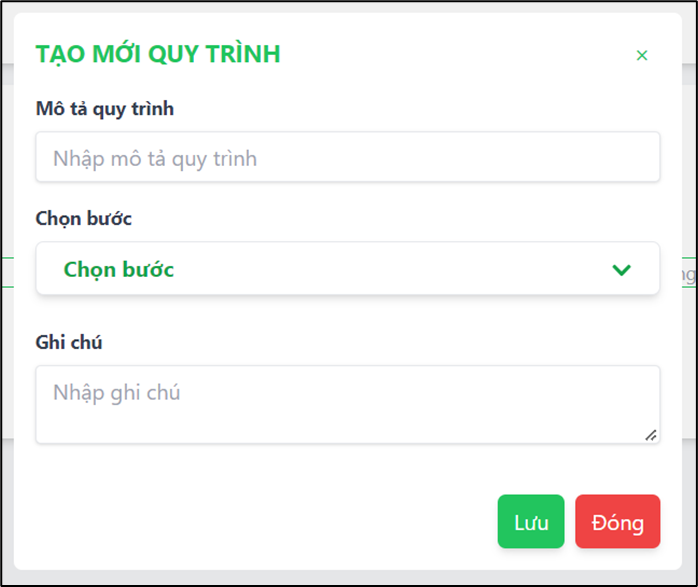 TẠO MỚI QUY TRÌNH
×
Mô tả quy trình
Nhập mô tả quy trình
Chọn bước
Chọn bước
Ghi chú
Nhập ghi chú
Lưu Đóng